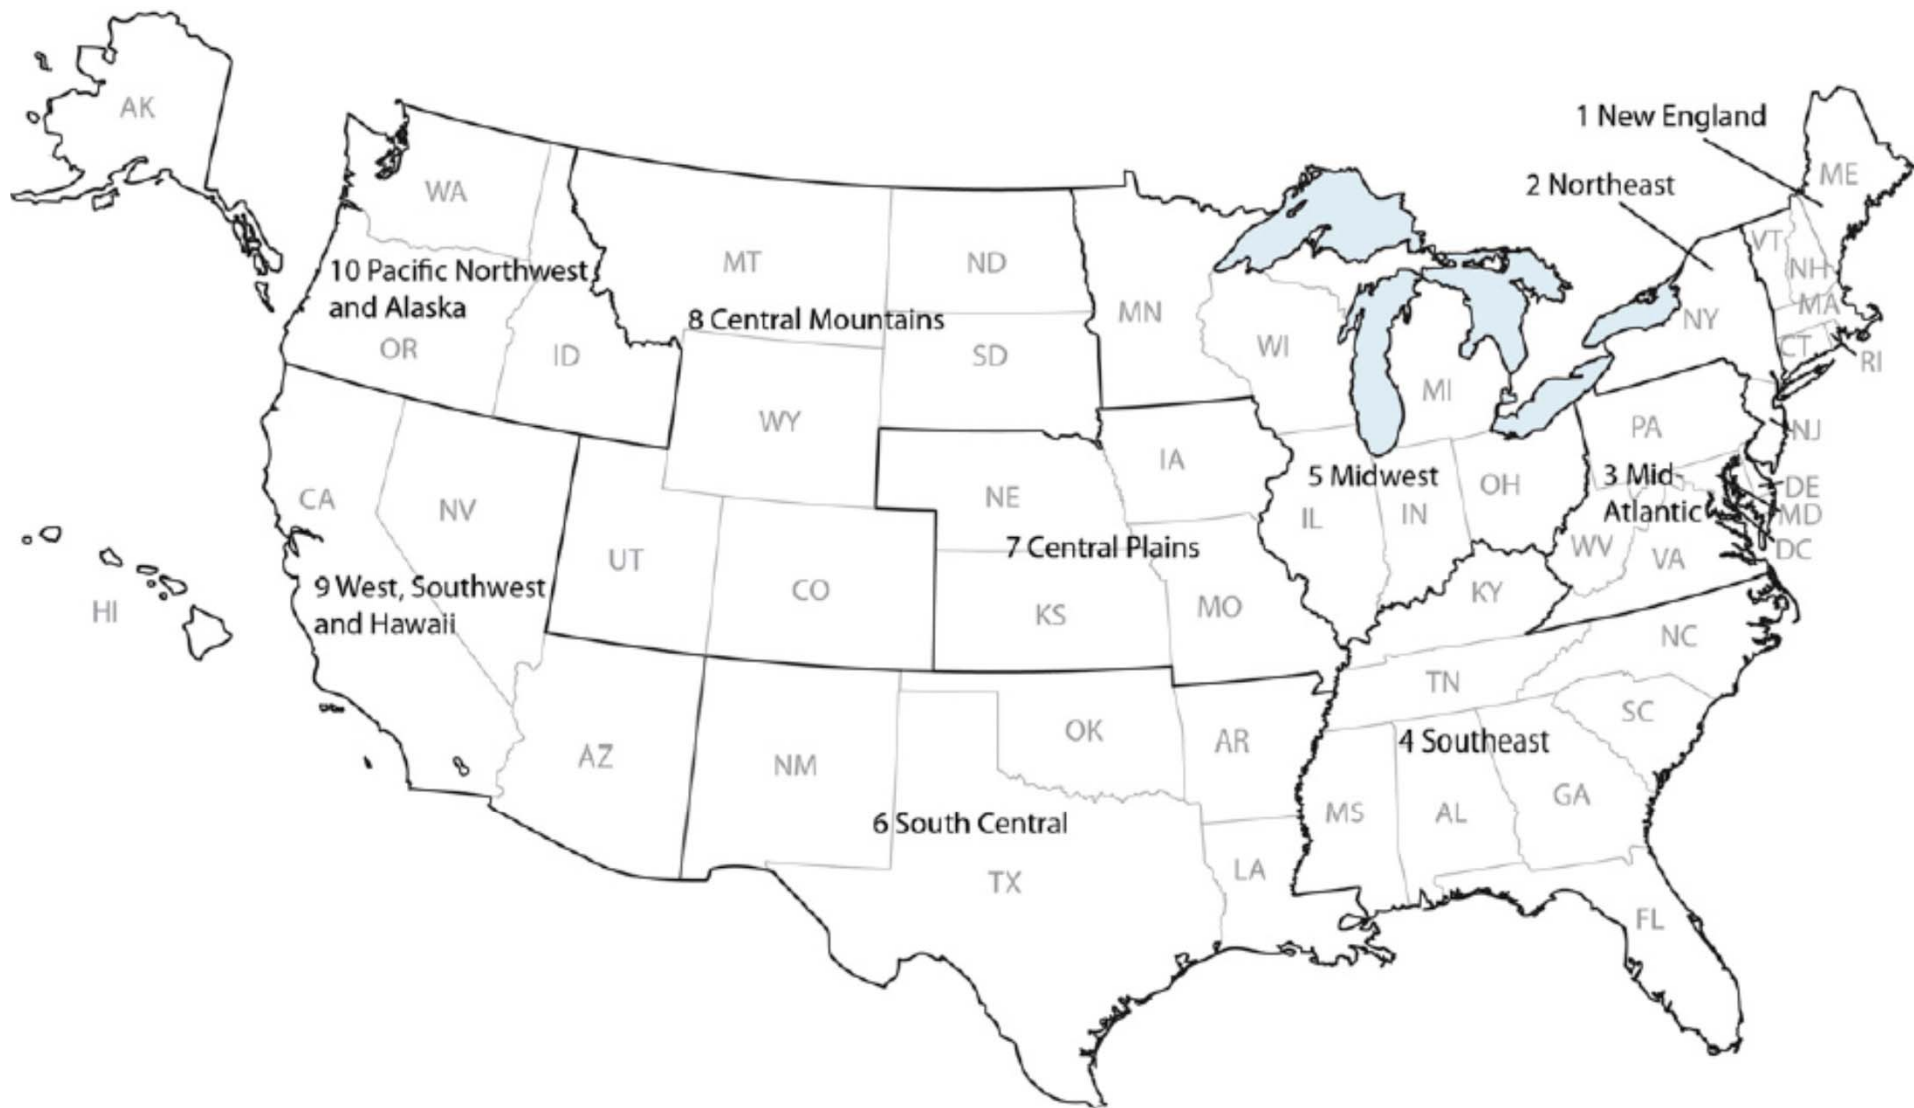 AK
1 New England
ME
2 Northeast
WA
VT
MT
ND
NH
10 Pacific Northwest
and Alaska
MA
MN
8 Central Mountains
NY
OR
ID
SD
WI
CT
RI
MI
WY
PA
NJ
IA
5 Midwest
3 Mid
Atlantic
OH
DE
CA
NV
NE
IL
IN
MD
7 Central Plains
WV
DC
VA
UT
CO
9 West, Southwest
and Hawaii
KY
HI
KS
MO
NC
TN
SC
OK
AR
4 Southeast
AZ
NM
GA
MS
AL
6 South Central
LA
TX
FL